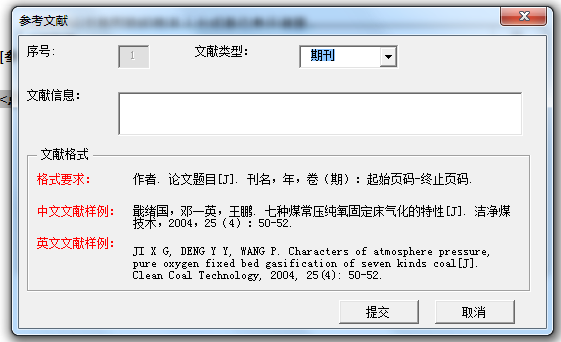 参考文献
序号:
1
文献类型:
期刊
文献信息:
文献格式
格式要求:
作者. 论文题目[J]. 刊名, 年, 卷（期）: 起始页码-终止页码.
中文文献样例:
戢绪国, 邓一英, 王鹏. 七种煤常压纯氧固定床气化的特性[J]. 洁净煤
技术, 2004, 25（4）: 50-52.
英文文献样例:
JI X G, DENG Y Y, WANG P. Characters of atmosphere pressure,
pure oxygen fixed bed gasification of seven kinds coal[J].
Clean Coal Technology, 2004, 25(4): 50-52.
提交
取消